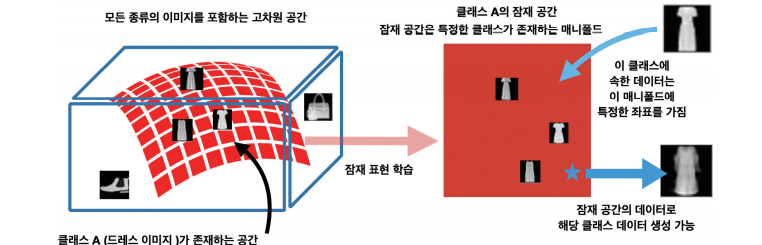 모든 종류의 이미지를 포함하는 고차원 공간
클래스 A의 잠재 공간
잠재 공간은 특정한 클래스가 존재하는 매니폴드
이 클래스에
속한 데이터는
이 매니폴드에
특정한 좌표를 가짐
잠재 표현 학습
잠재 공간의 데이터로
해당 클래스 데이터 생성 가능
클래스 A (드레스 이미지 )가 존재하는 공간